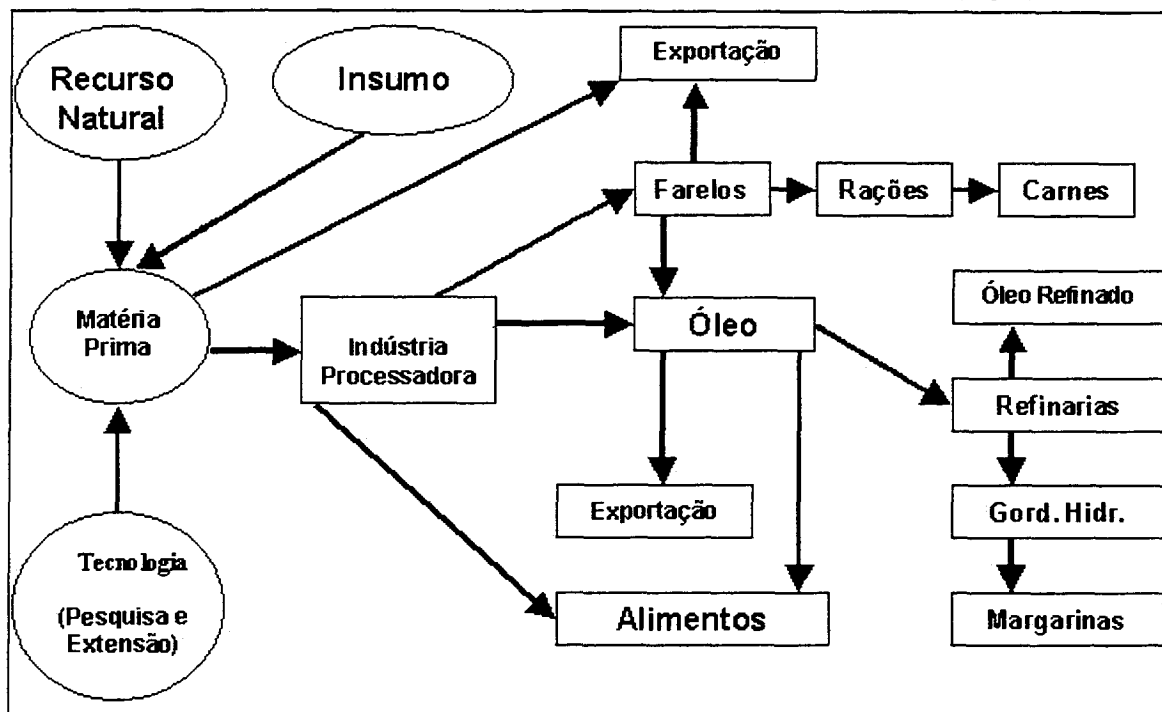 Recurso
Natural
Insumo
Exportação
Farelos
Rações
Carnes
Matéria
Prima
Indústria
Processadora
Óleo
Óleo Refinado
Refinarias
Exportação
Gord. Hidr.
Tecnologia
(Pesquisa e
Extensão)
Alimentos
Margarinas